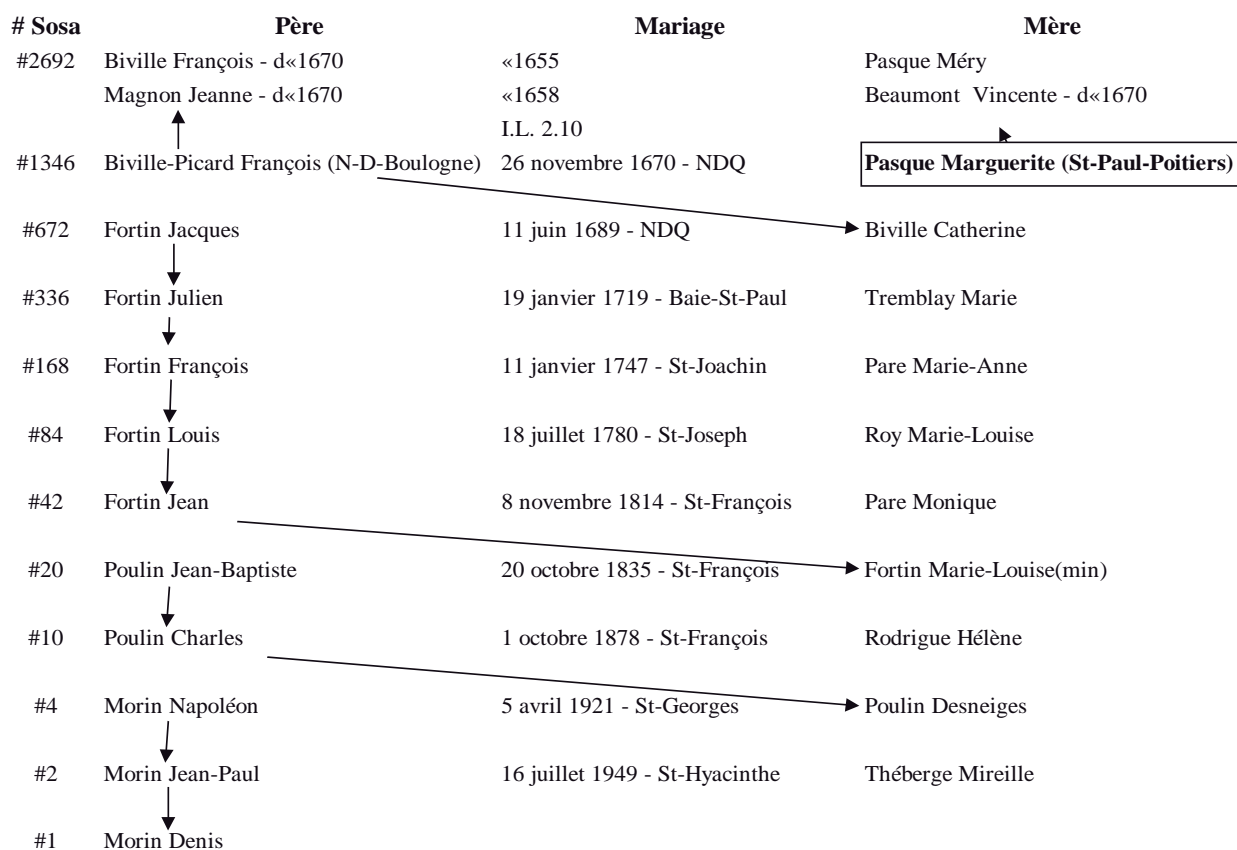 # Sosa Père Mariage Mère
#2692 Biville François - d«1670 «1655 Pasque Méry
Magnon Jeanne - d«1670 «1658 Beaumont  Vincente - d«1670
I.L. 2.10
#1346 Biville-Picard François (N-D-Boulogne) 26 novembre 1670 - NDQ Pasque Marguerite (St-Paul-Poitiers)
#672 Fortin Jacques 11 juin 1689 - NDQ Biville Catherine
#336 Fortin Julien 19 janvier 1719 - Baie-St-Paul Tremblay Marie
#168 Fortin François 11 janvier 1747 - St-Joachin Pare Marie-Anne
#84 Fortin Louis 18 juillet 1780 - St-Joseph Roy Marie-Louise
#42 Fortin Jean 8 novembre 1814 - St-François Pare Monique
#20 Poulin Jean-Baptiste 20 octobre 1835 - St-François Fortin Marie-Louise(min)
#10 Poulin Charles 1 octobre 1878 - St-François Rodrigue Hélène
#4 Morin Napoléon 5 avril 1921 - St-Georges Poulin Desneiges
#2 Morin Jean-Paul 16 juillet 1949 - St-Hyacinthe Théberge Mireille
#1 Morin Denis